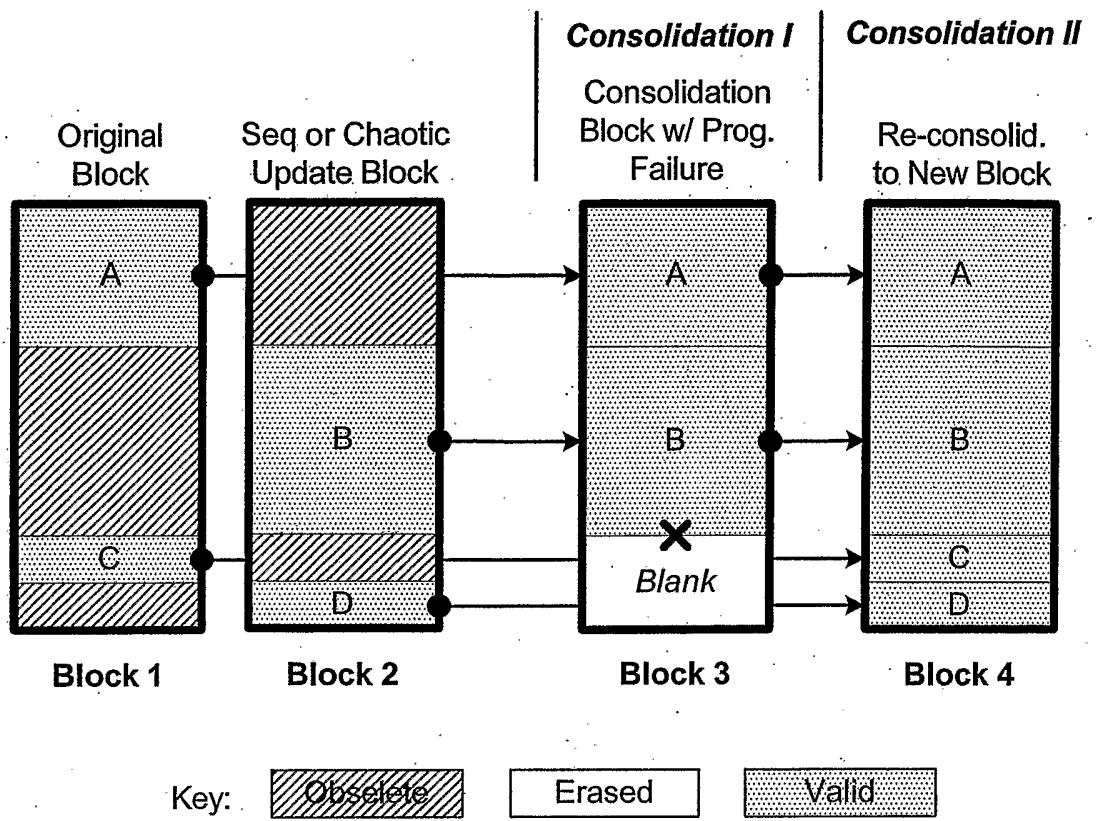 Consolidation I
Consolidation II
Consolidation
Block w/ Prog.
Failure
Original
Block
Seq or Chaotic
Update Block
Re-consolid.
to New Block
A
A
A
B
B
B
C
C
D
D
Blank
Block 1
Block 2
Block 3
Block 4
Key:
Obselete
Erased
Valid